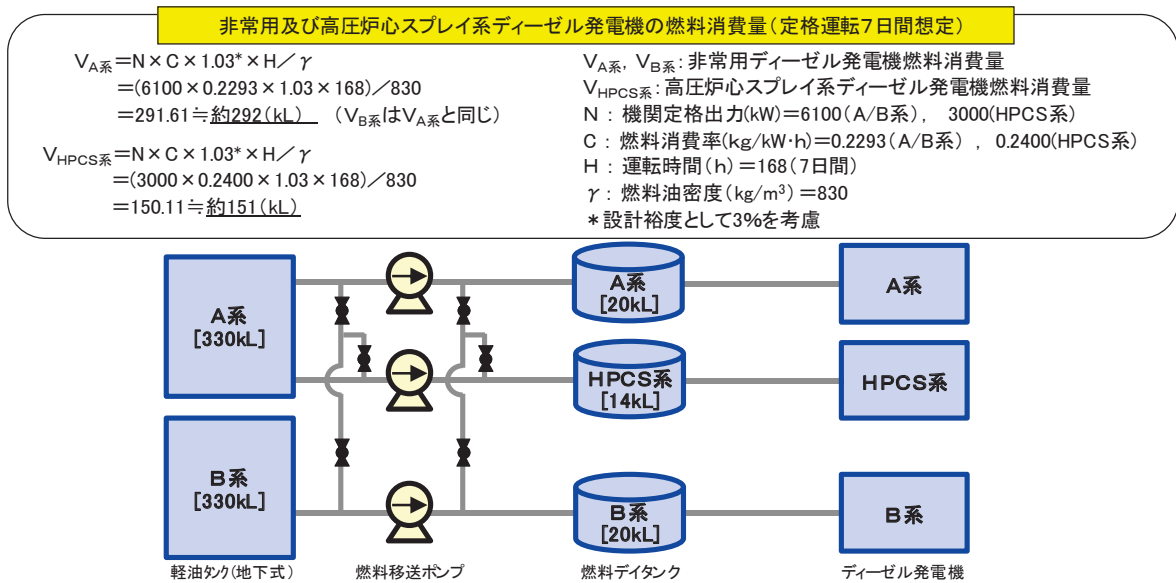 非常用及び高圧炉心スプレイ系ディーゼル発電機の燃料消費量(定格運転7日間想定)
VA系＝N×C×1.03*×H／γ
＝(6100×0.2293×1.03×168)／830
＝291.61≒約292(kL) (VB系はVA系と同じ)
VHPCS系＝N×C×1.03*×H／γ
＝(3000×0.2400×1.03×168)／830
＝150.11≒約151(kL)
VA系，VB系：非常用ディーゼル発電機燃料消費量
VHPCS系：高圧炉心スプレイ系ディーゼル発電機燃料消費量
N：機関定格出力(kW)＝6100(A/B系)， 3000(HPCS系)
C：燃料消費率(kg/kW·h)＝0.2293(A/B系)，0.2400(HPCS系)
H：運転時間(h)＝168(7日間)
γ：燃料油密度(kg/m³)＝830
*設計裕度として3%を考慮
A系
[330kL]
A系
[20kL]
A系
HPCS系
[14kL]
HPCS系
B系
[330kL]
B系
[20kL]
B系
軽油タンク(地下式)
燃料移送ポンプ
燃料デイタンク
ディーゼル発電機